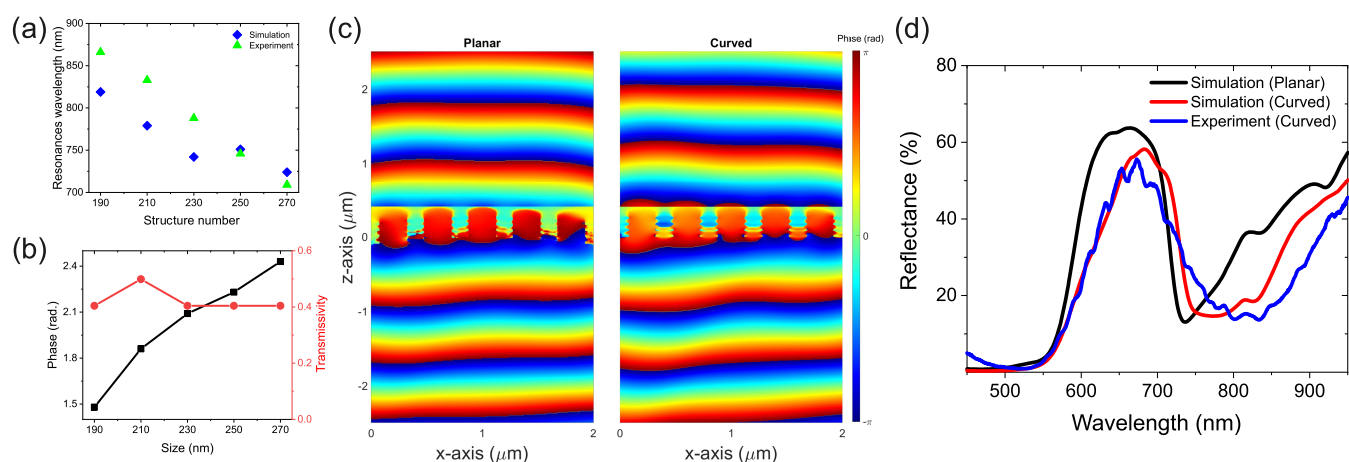 (a)
Resonances wavelength (nm)
900
850
800
750
700
Simulation
Experiment
190
210
230
250
270
Structure number
(b)
Phase (rad.)
2.4
2.1
1.8
1.5
0.6
0.4
0.2
0.0
Transmissivity
190
210
230
250
270
Size (nm)
(c)
Planar
Curved
Phase (rad)
π
0
-π
z-axis (μm)
2
1
0
-1
-2
0
1
2
x-axis (μm)
0
1
2
x-axis (μm)
(d)
Reflectance (%)
80
60
40
20
Simulation (Planar)
Simulation (Curved)
Experiment (Curved)
500
600
700
800
900
Wavelength (nm)